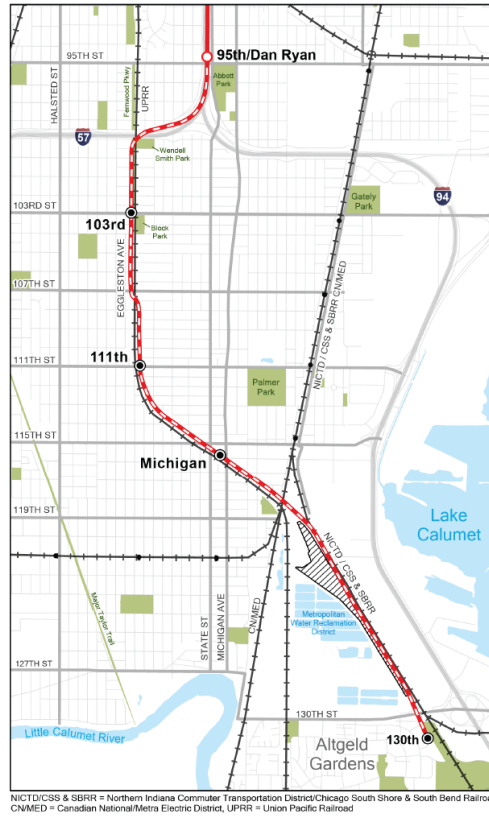 95TH ST
95th/Dan Ryan
HALSTED ST
Fernwood Pkwy
UPRR
Abbott
Park
57
Wendell
Smith Park
Gately
Park
94
103RD ST
103rd
Block
Park
EGGLESTON AVE
107TH ST
NICTD / CSS & SBRR CN/MED
111TH ST
111th
Palmer
Park
115TH ST
Michigan
119TH ST
Lake
Calumet
NICTD / CSS & SBRR
Major Taylor Trail
STATE ST
MICHIGAN AVE
CN/MED
Metropolitan
Water Reclamation
District
127TH ST
130TH ST
Little Calumet River
Altgeld
Gardens
130th
NICTD/CSS & SBRR = Northern Indiana Commuter Transportation District/Chicago South Shore & South Bend Railro
CN/MED = Canadian National/Metra Electric District, UPRR = Union Pacific Railroad